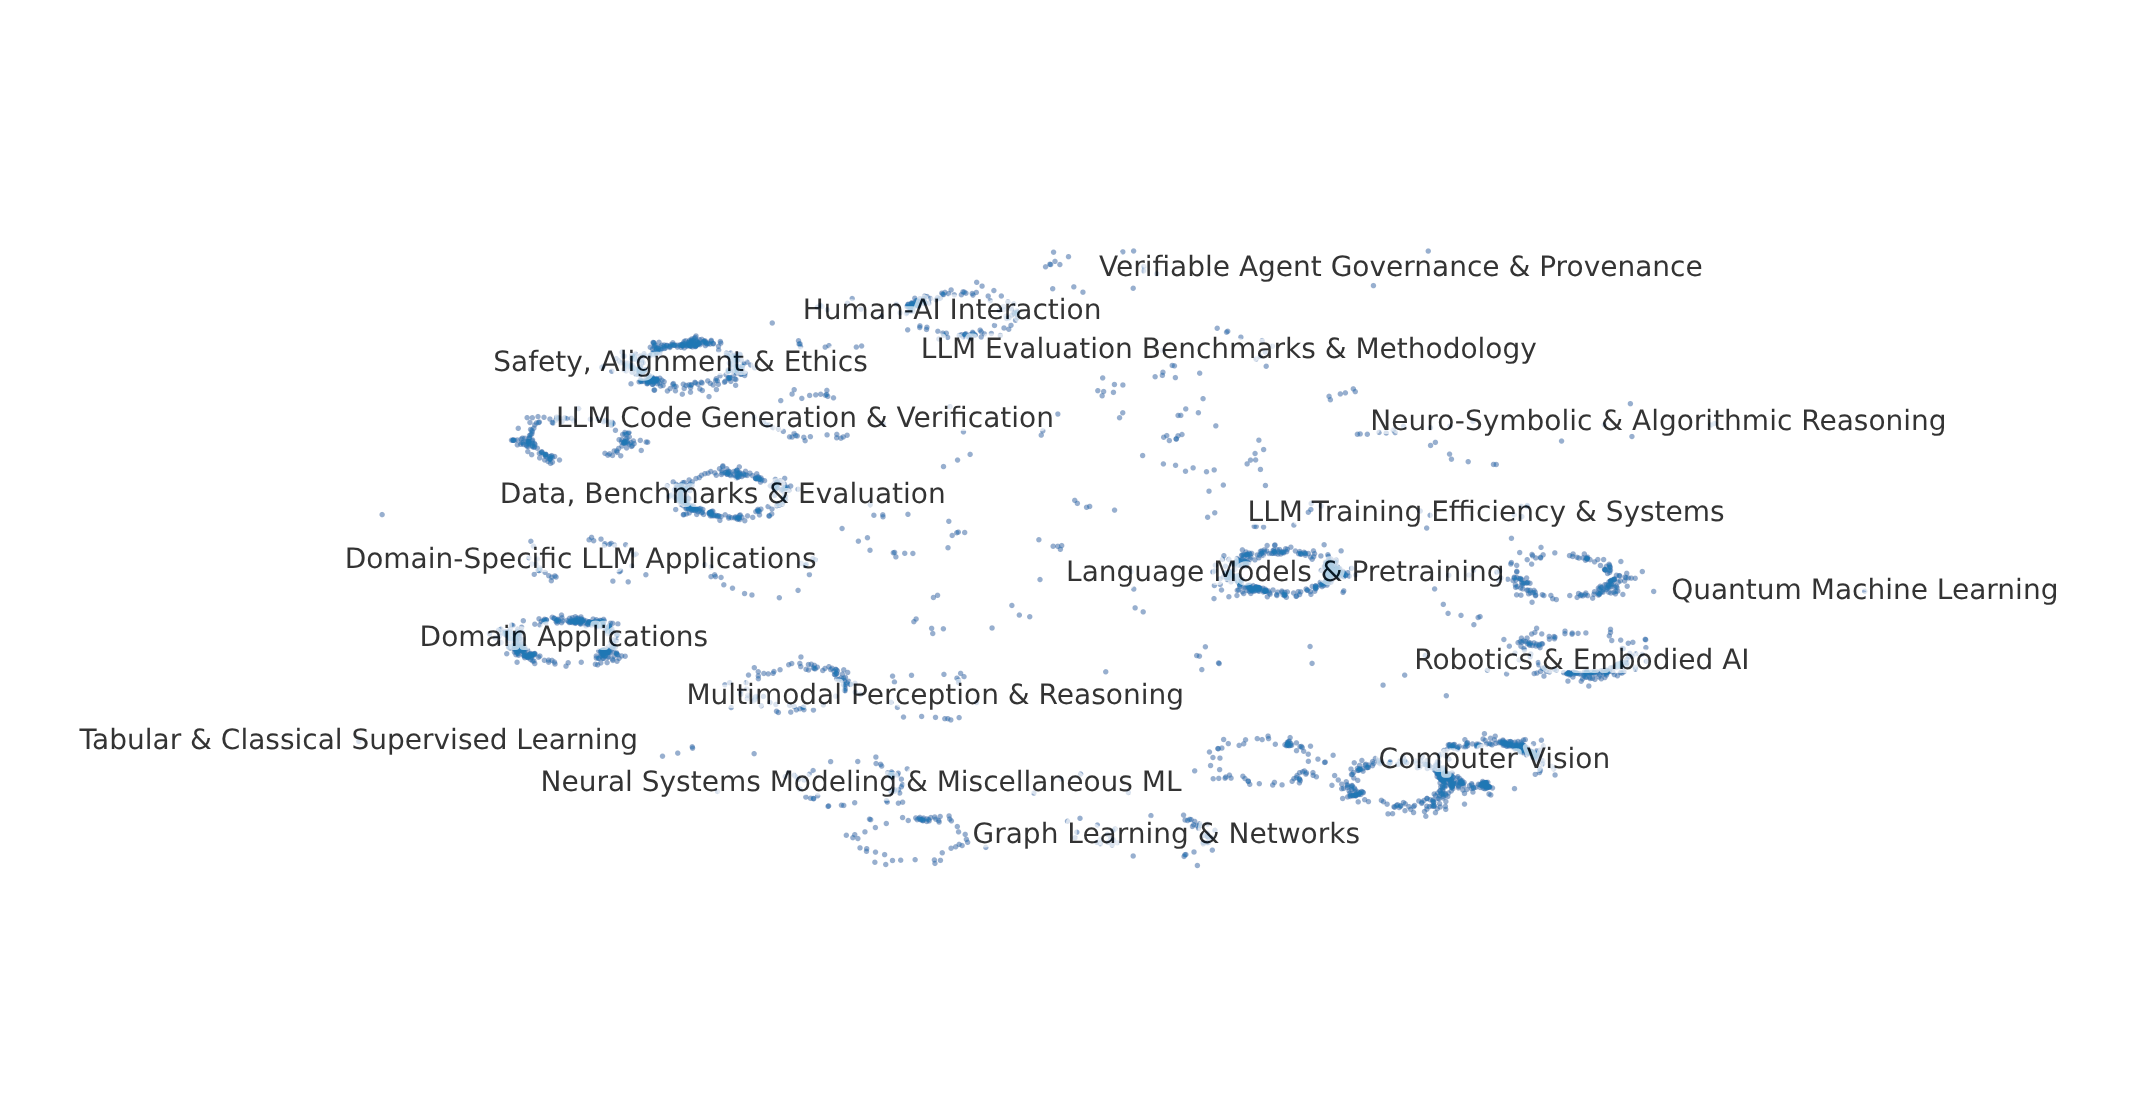 Verifiable Agent Governance & Provenance
Human-AI Interaction
LLM Evaluation Benchmarks & Methodology
Safety, Alignment & Ethics
LLM Code Generation & Verification
Neuro-Symbolic & Algorithmic Reasoning
Data, Benchmarks & Evaluation
LLM Training Efficiency & Systems
Domain-Specific LLM Applications
Language Models & Pretraining
Quantum Machine Learning
Domain Applications
Robotics & Embodied AI
Multimodal Perception & Reasoning
Tabular & Classical Supervised Learning
Computer Vision
Neural Systems Modeling & Miscellaneous ML
Graph Learning & Networks